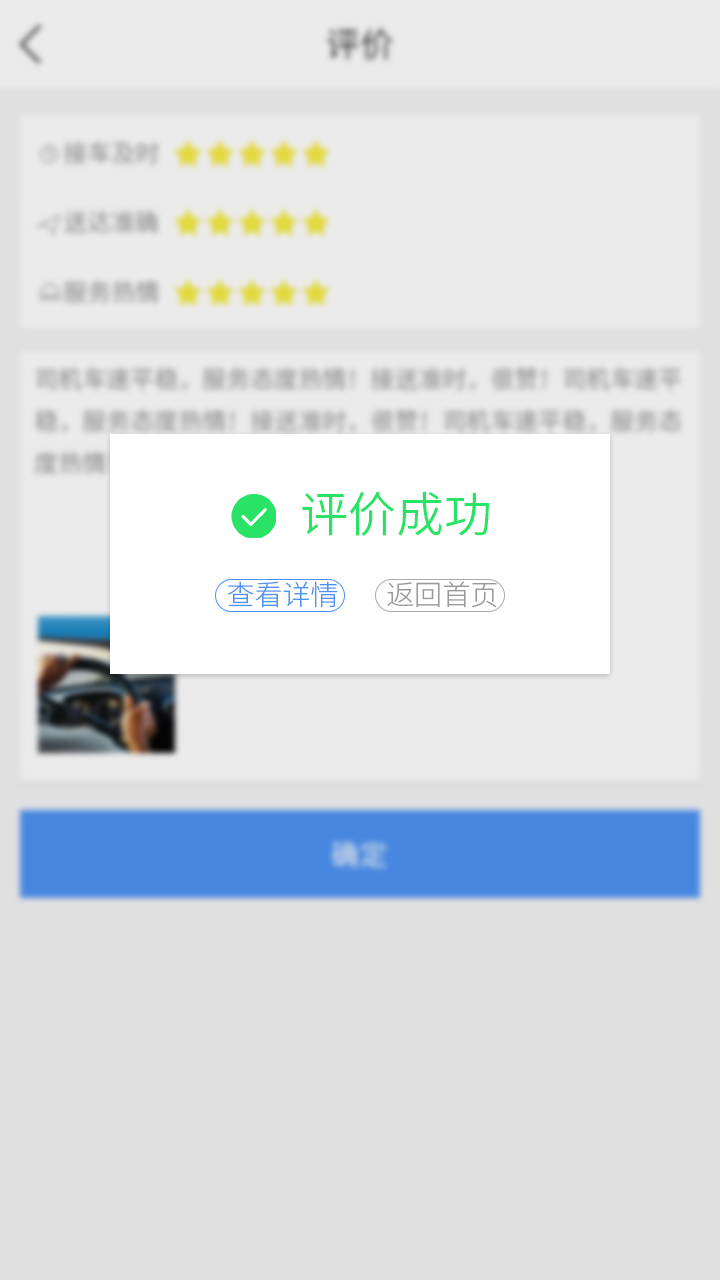 评价
接车及时
送达准确
服务热情
司机车速平稳，服务态度热情！接送准时，很赞！司机车速平
稳，服务态度热情！接送准时，很赞！司机车速平稳，服务态
度热情
评价成功
查看详情 返回首页
确定